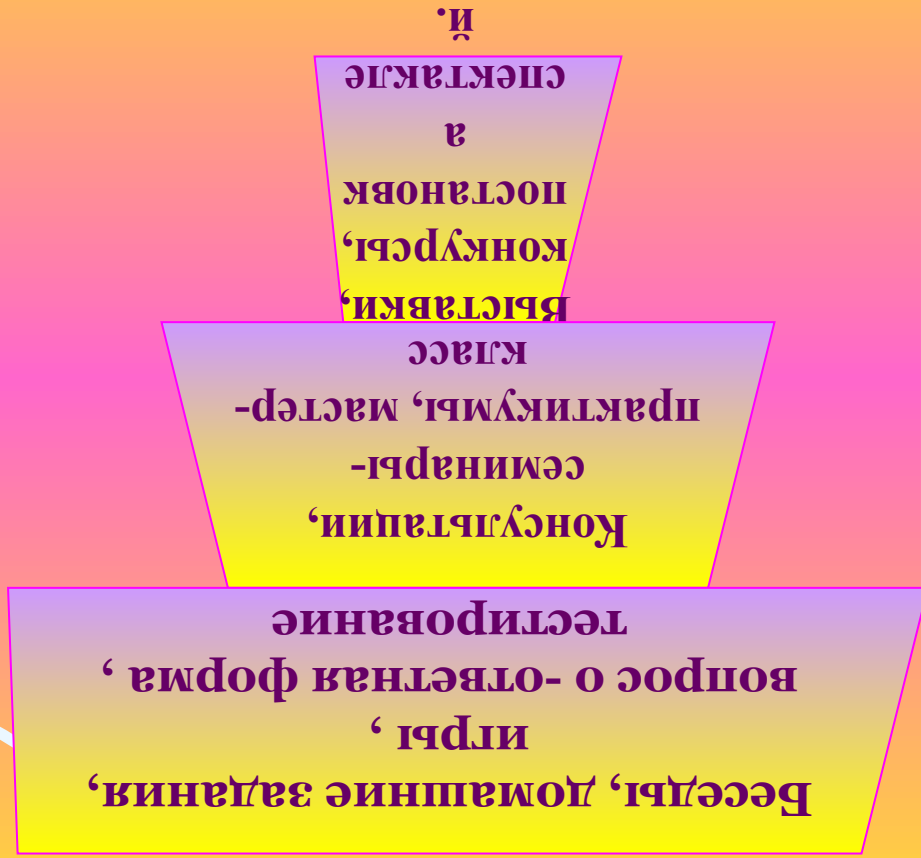 Беседы, домашние задания,
игры ,
вопрос о -ответная форма ,
тестирование
Консультации,
семинары-
практикумы, мастер-
класс
Выставки,
конкурсы,
постановк
а
спектакле
й.